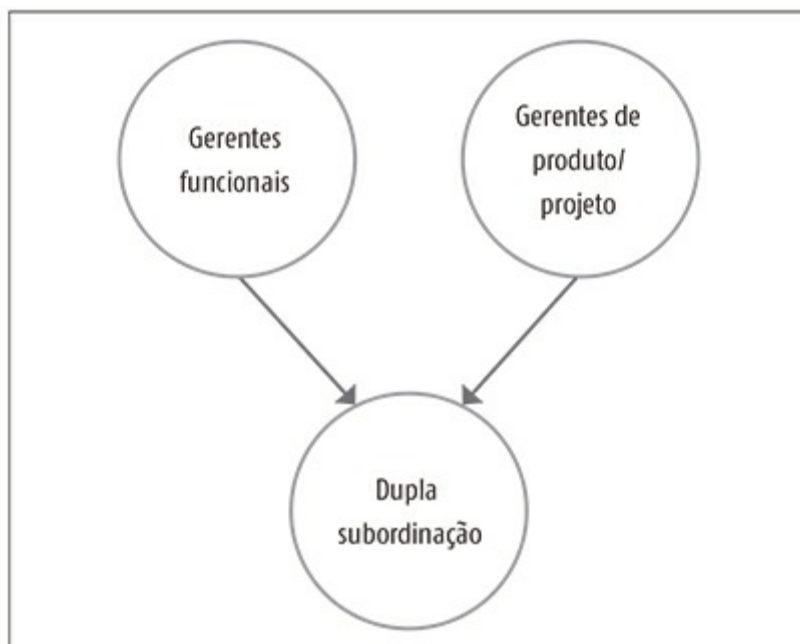 Gerentes
funcionais
Gerentes de
produto/
projeto
Dupla
subordinação